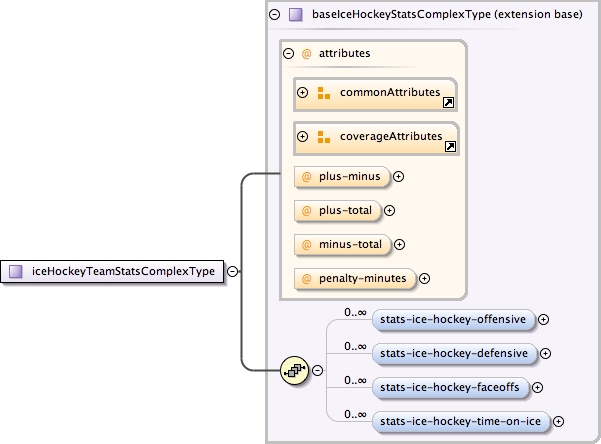 baseIceHockeyStatsComplexType (extension base)
@ attributes
commonAttributes
coverageAttributes
@ plus-minus
@ plus-total
@ minus-total
@ penalty-minutes
iceHockeyTeamStatsComplexType
0..∞
stats-ice-hockey-offensive
0..∞
stats-ice-hockey-defensive
0..∞
stats-ice-hockey-faceoffs
0..∞
stats-ice-hockey-time-on-ice